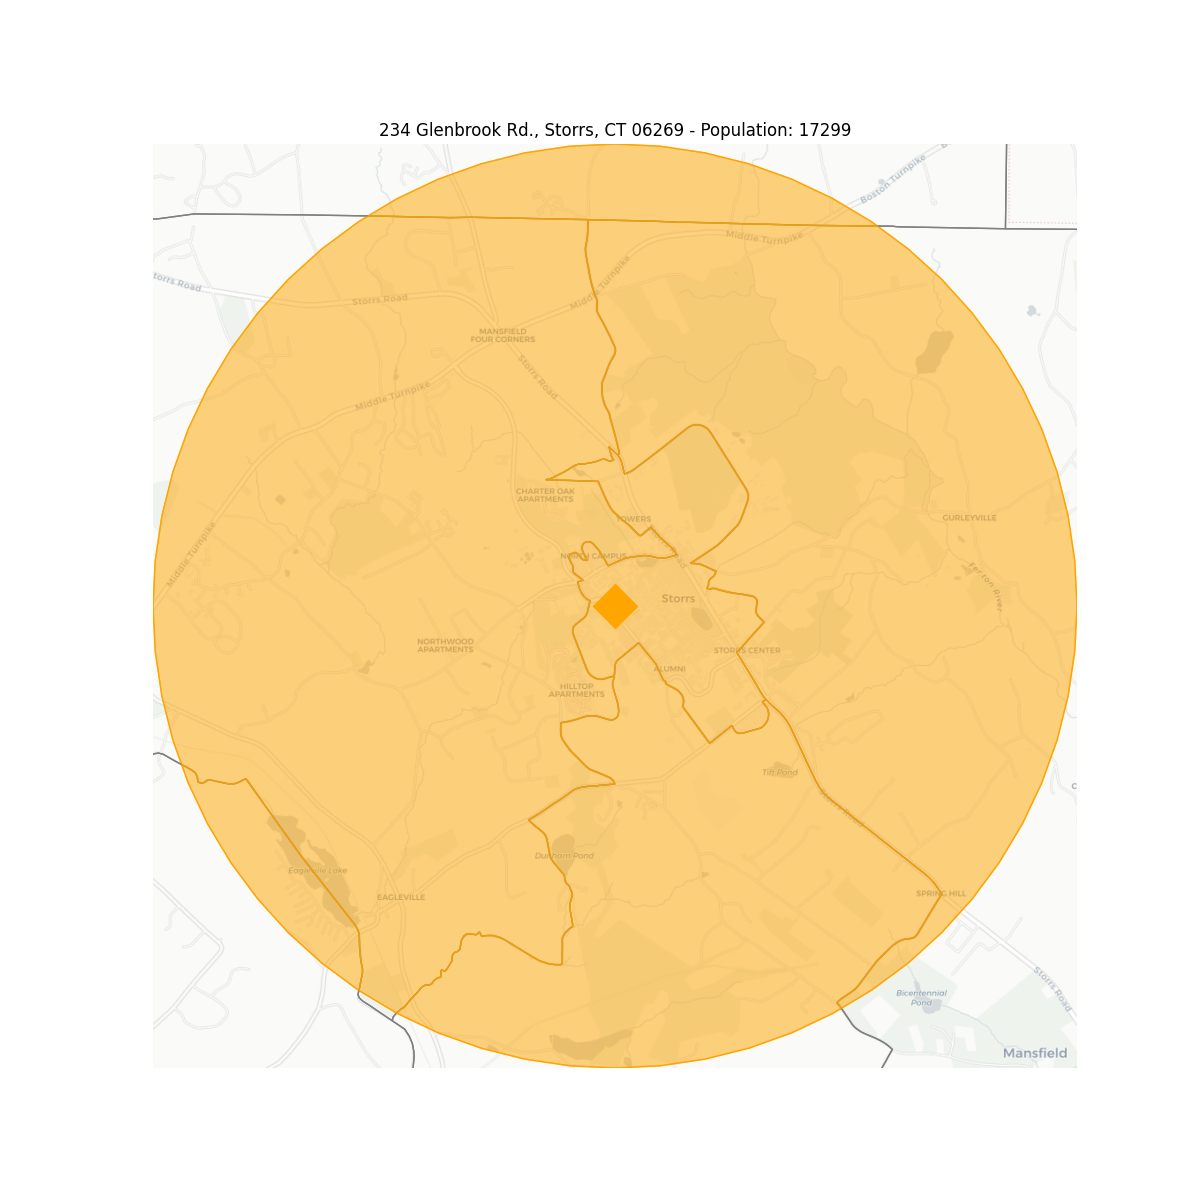 234 Glenbrook Rd., Storrs, CT 06269 - Population: 17299
Boston Turnpike
Middle Turnpike
Middle Turnpike
Storrs Road
MANSFIELD
FOUR CORNERS
Storrs Road
Middle Turnpike
CHARTER OAK
APARTMENTS
TOWERS
GURLEYVILLE
Middle Turnpike
NORTH CAMPUS
Fenton River
Storrs
NORTHWOOD
APARTMENTS
STORRS CENTER
ALUMNI
HILLTOP
APARTMENTS
Tift Pond
Storrs Road
Dunham Pond
Eagleville Lake
EAGLEVILLE
SPRING HILL
Storrs Road
Bicentennial
Pond
Mansfield